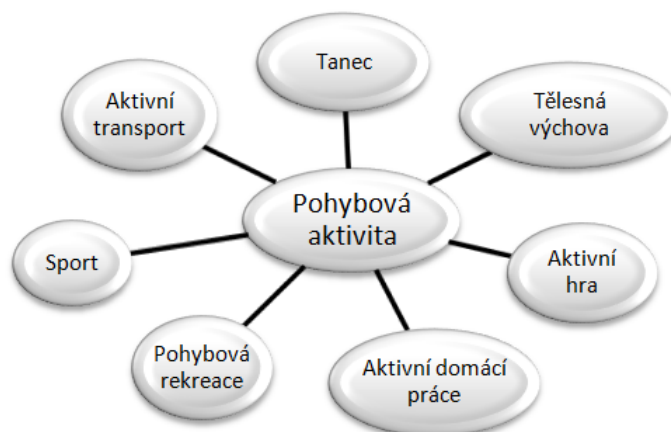 Tanec
Aktivní
transport
Tělesná
výchova
Pohybová
aktivita
Sport
Aktivní
hra
Pohybová
rekreace
Aktivní domácí
práce